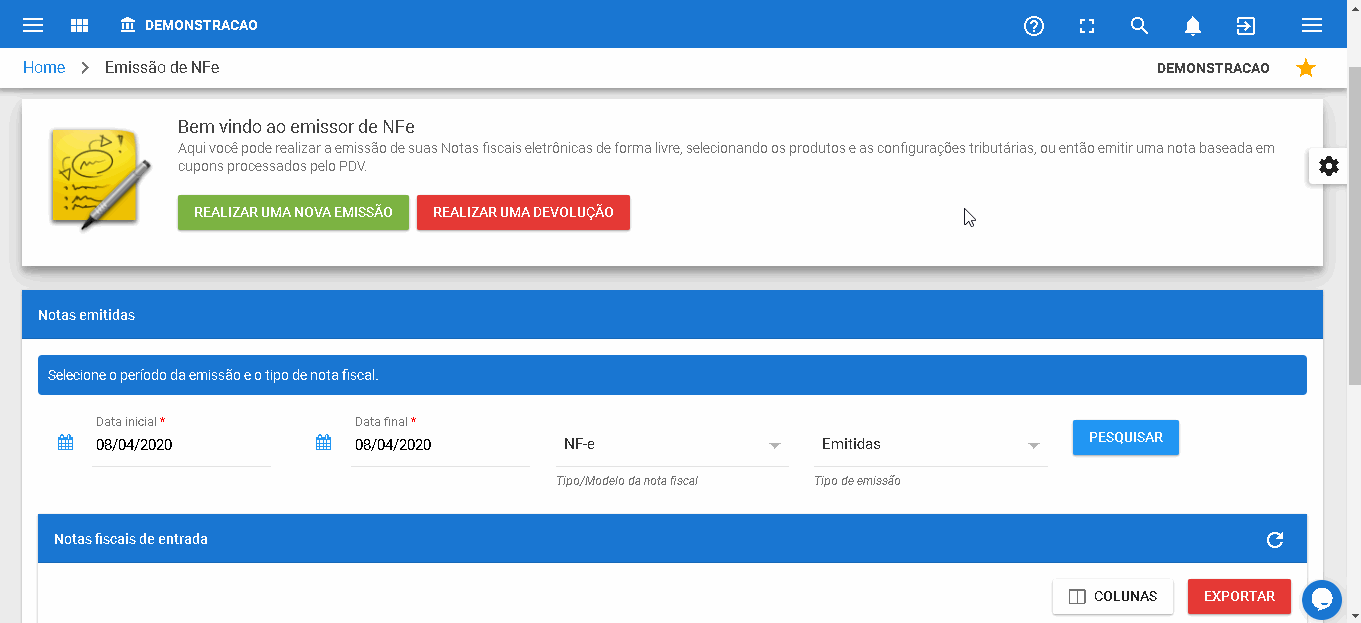 DEMONSTRACAO
Home > Emissão de NFe
DEMONSTRACAO
Bem vindo ao emissor de NFe
Aqui você pode realizar a emissão de suas Notas fiscais eletrônicas de forma livre, selecionando os produtos e as configurações tributárias, ou então emitir uma nota baseada em
cupons processados pelo PDV.
REALIZAR UMA NOVA EMISSÃO
REALIZAR UMA DEVOLUÇÃO
Notas emitidas
Selecione o período da emissão e o tipo de nota fiscal.
Data inicial *
08/04/2020
Data final *
08/04/2020
NF-e
Tipo/Modelo da nota fiscal
Emitidas
Tipo de emissão
PESQUISAR
Notas fiscais de entrada
COLUNAS
EXPORTAR